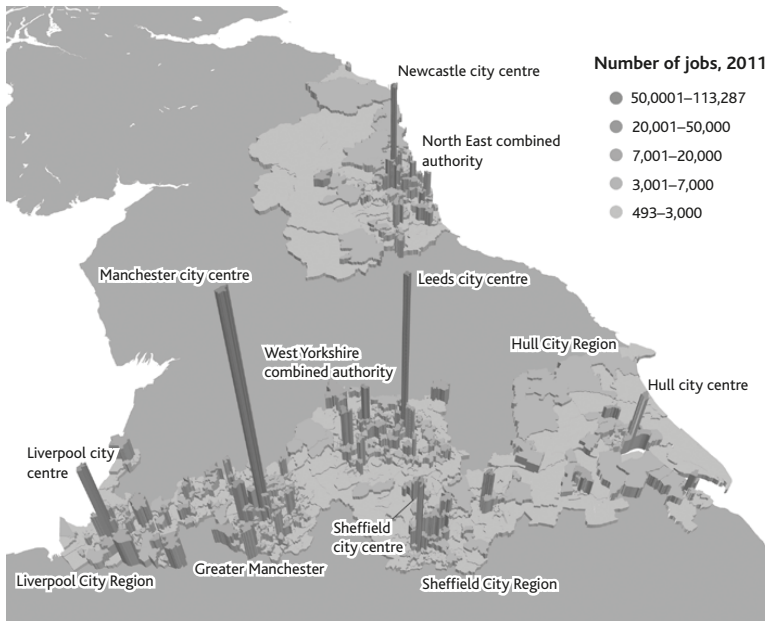 Newcastle city centre
Number of jobs, 2011
50,0001–113,287
20,001–50,000
7,001–20,000
3,001–7,000
493–3,000
North East combined
authority
Manchester city centre
Leeds city centre
West Yorkshire
combined authority
Hull City Region
Hull city centre
Liverpool city
centre
Sheffield
city centre
Liverpool City Region
Greater Manchester
Sheffield City Region